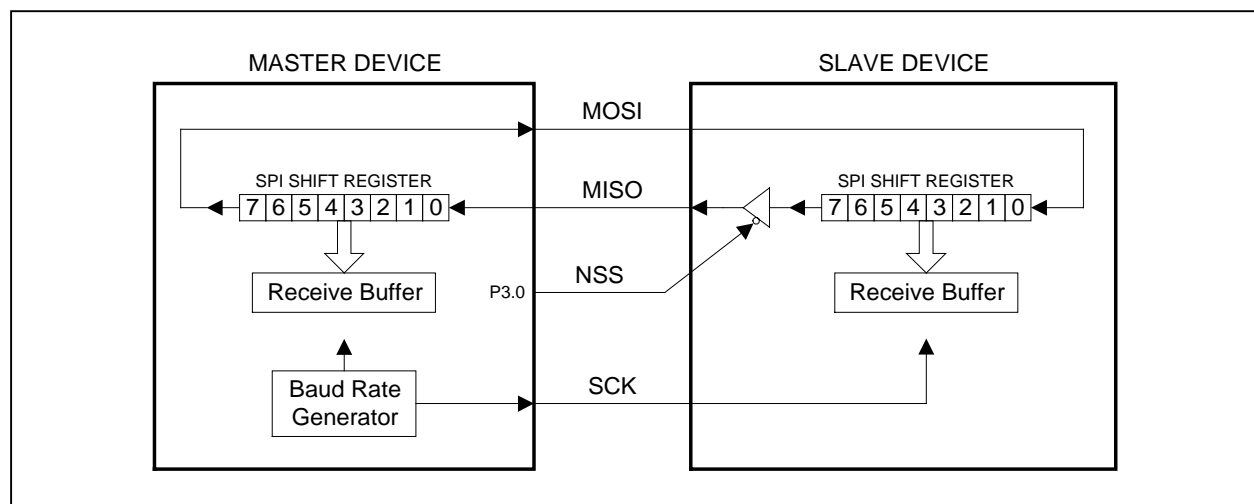 MASTER DEVICE
SLAVE DEVICE
MOSI
SPI SHIFT REGISTER
7 6 5 4 3 2 1 0
MISO
SPI SHIFT REGISTER
7 6 5 4 3 2 1 0
Receive Buffer
P3.0
NSS
Receive Buffer
Baud Rate
Generator
SCK